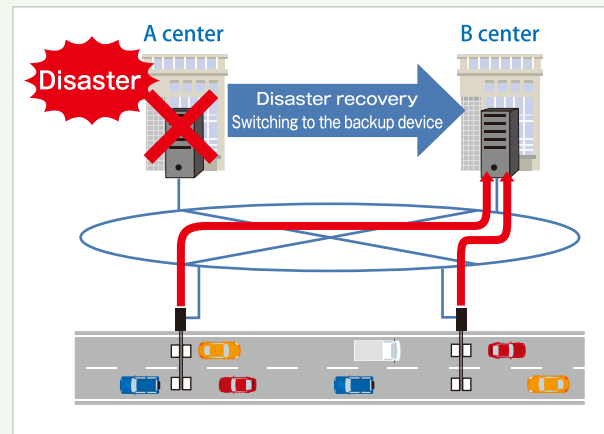 A center
B center
Disaster
Disaster recovery
Switching to the backup device